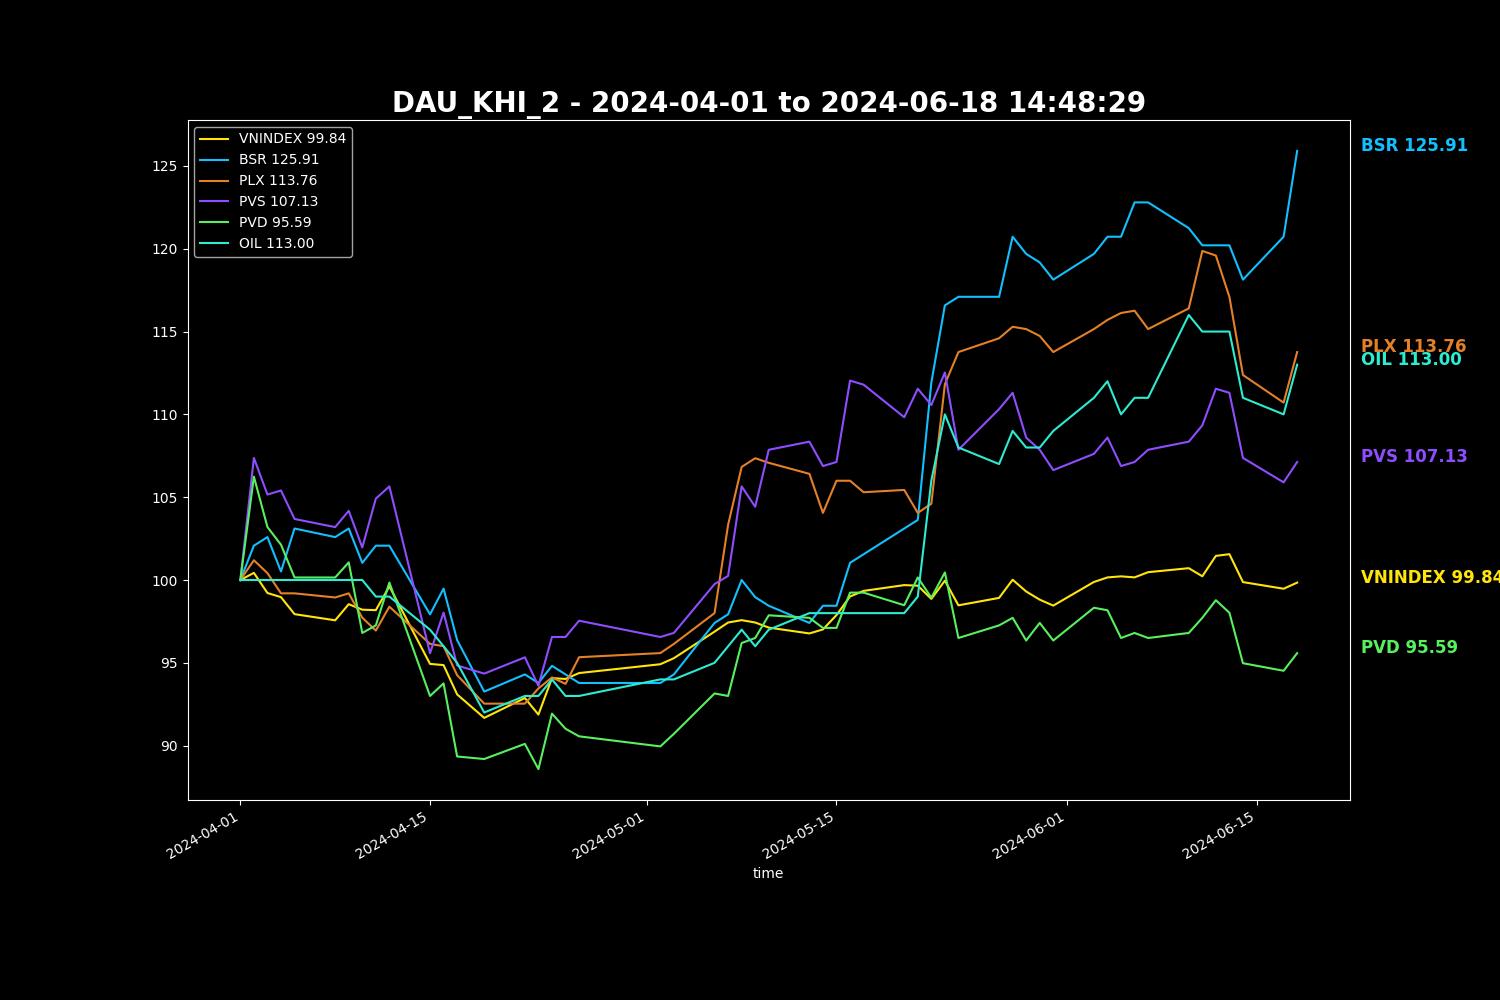 DAU_KHI_2 - 2024-04-01 to 2024-06-18 14:48:29
VNINDEX 99.84
BSR 125.91
PLX 113.76
PVS 107.13
PVD 95.59
OIL 113.00
125
120
115
110
105
100
95
90
BSR 125.91
PLX 113.76
OIL 113.00
PVS 107.13
VNINDEX 99.84
PVD 95.59
2024-04-01
2024-04-15
2024-05-01
2024-05-15
2024-06-01
2024-06-15
time